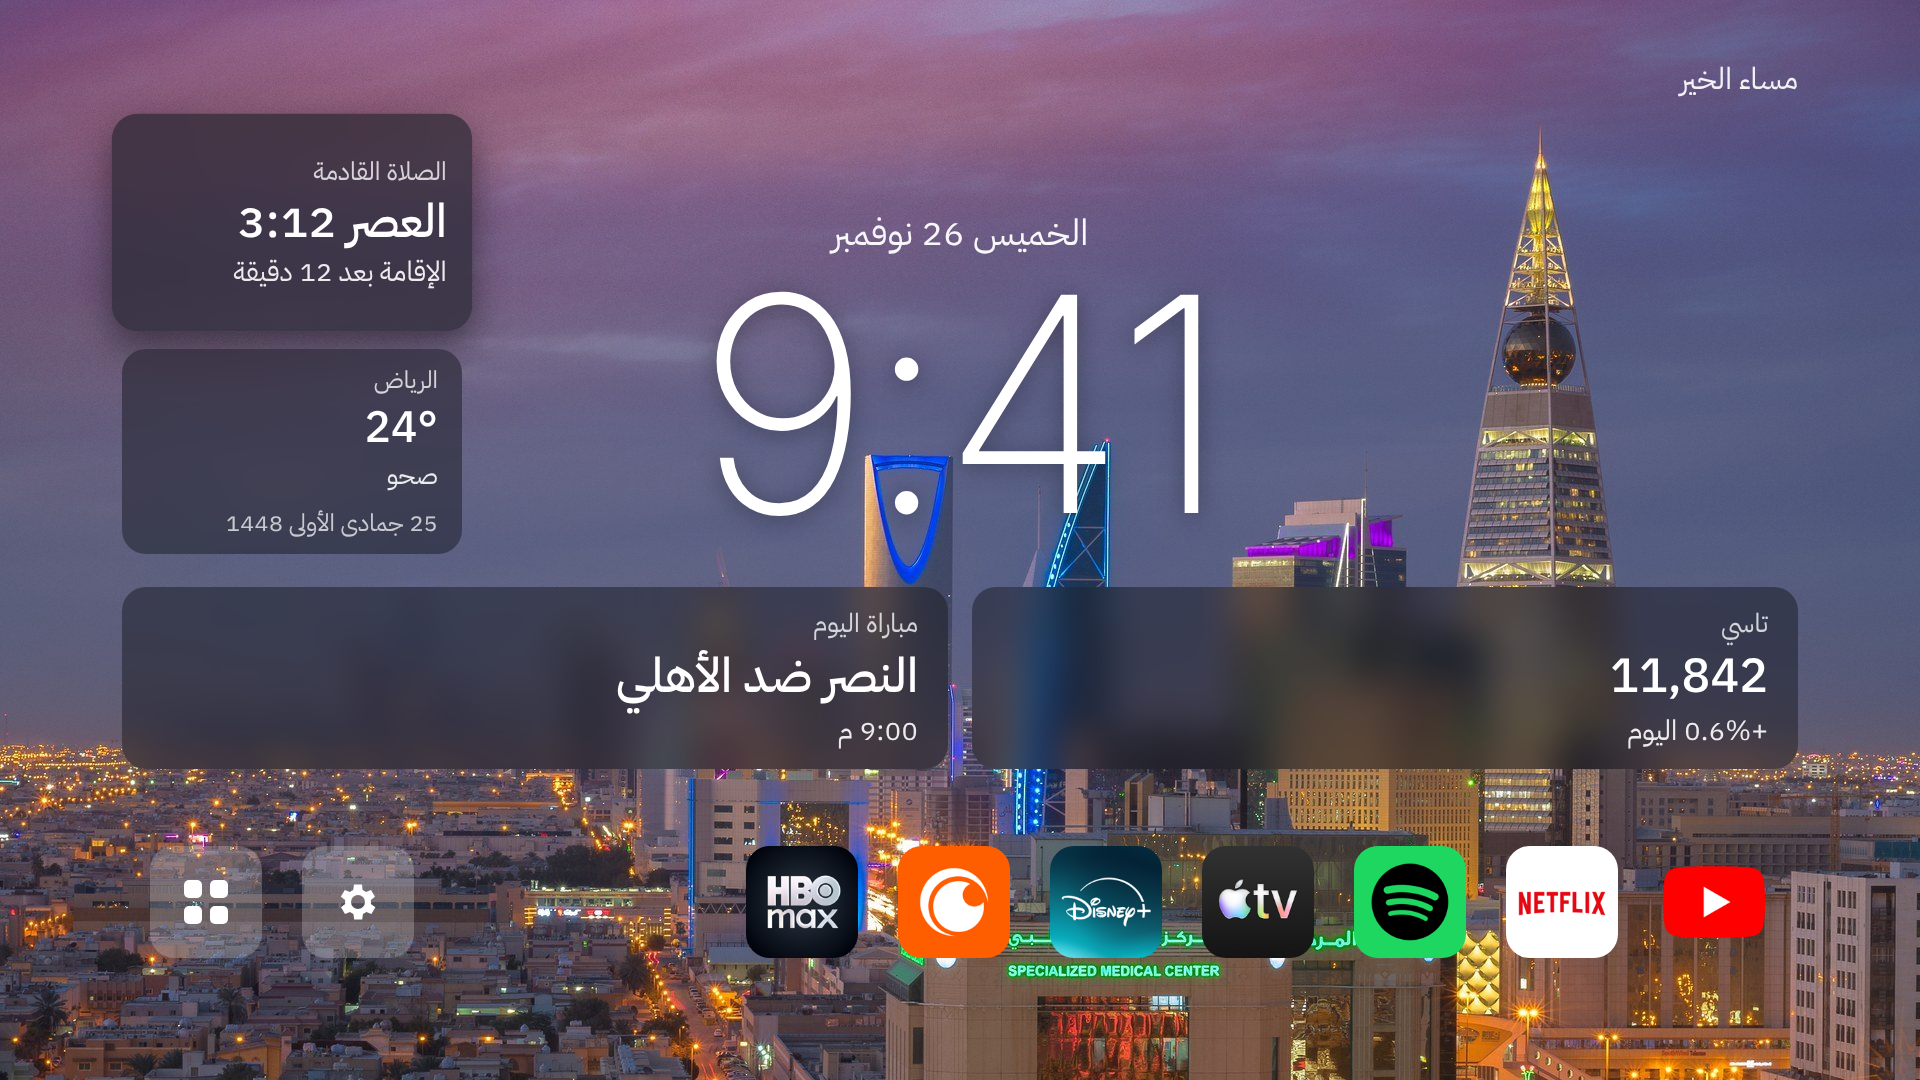 مساء الخير
الصلاة القادمة
العصر 3:12
الإقامة بعد 12 دقيقة
الخميس 26 نوفمبر
9:41
الرياض
24°
صحو
25 جمادى الأولى 1448
تاسي
11,842
+0.6% اليوم
مباراة اليوم
النصر ضد الأهلي
9:00 م
NETFLIX
tv
Disney+
HBO max
SPECIALIZED MEDICAL CENTER